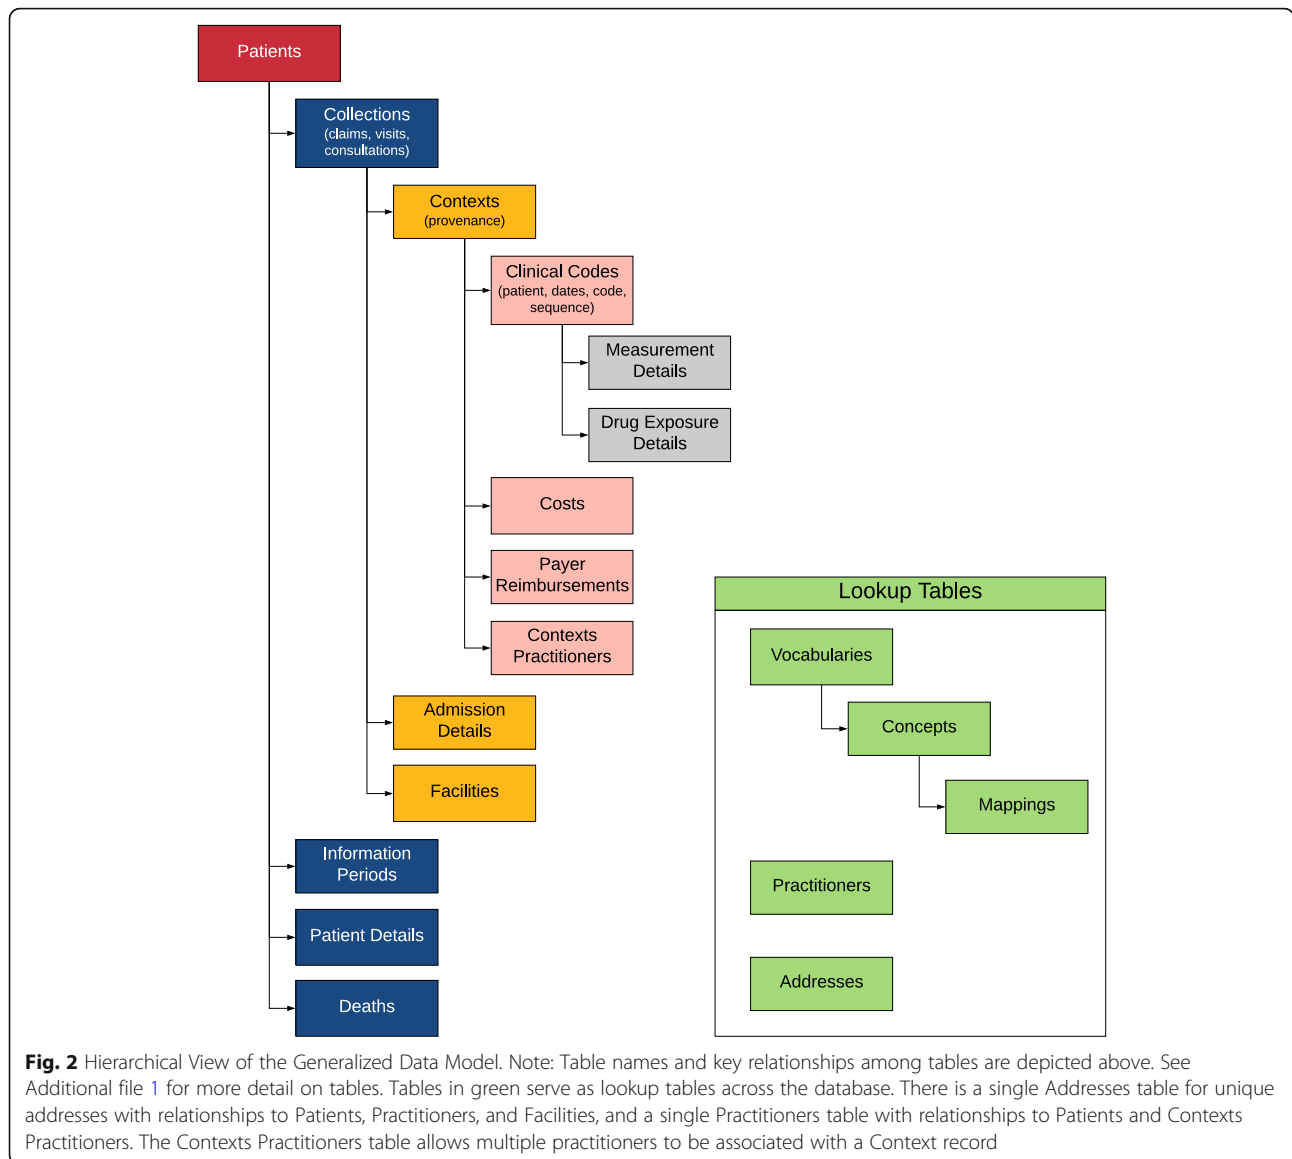 Patients
Collections
(claims, visits,
consultations)
Contexts
(provenance)
Clinical Codes
(patient, dates, code,
sequence)
Measurement
Details
Drug Exposure
Details
Costs
Payer
Reimbursements
Contexts
Practitioners
Admission
Details
Facilities
Information
Periods
Patient Details
Deaths
Lookup Tables
Vocabularies
Concepts
Mappings
Practitioners
Addresses
Fig. 2 Hierarchical View of the Generalized Data Model. Note: Table names and key relationships among tables are depicted above. See
Additional file 1 for more detail on tables. Tables in green serve as lookup tables across the database. There is a single Addresses table for unique
addresses with relationships to Patients, Practitioners, and Facilities, and a single Practitioners table with relationships to Patients and Contexts
Practitioners. The Contexts Practitioners table allows multiple practitioners to be associated with a Context record